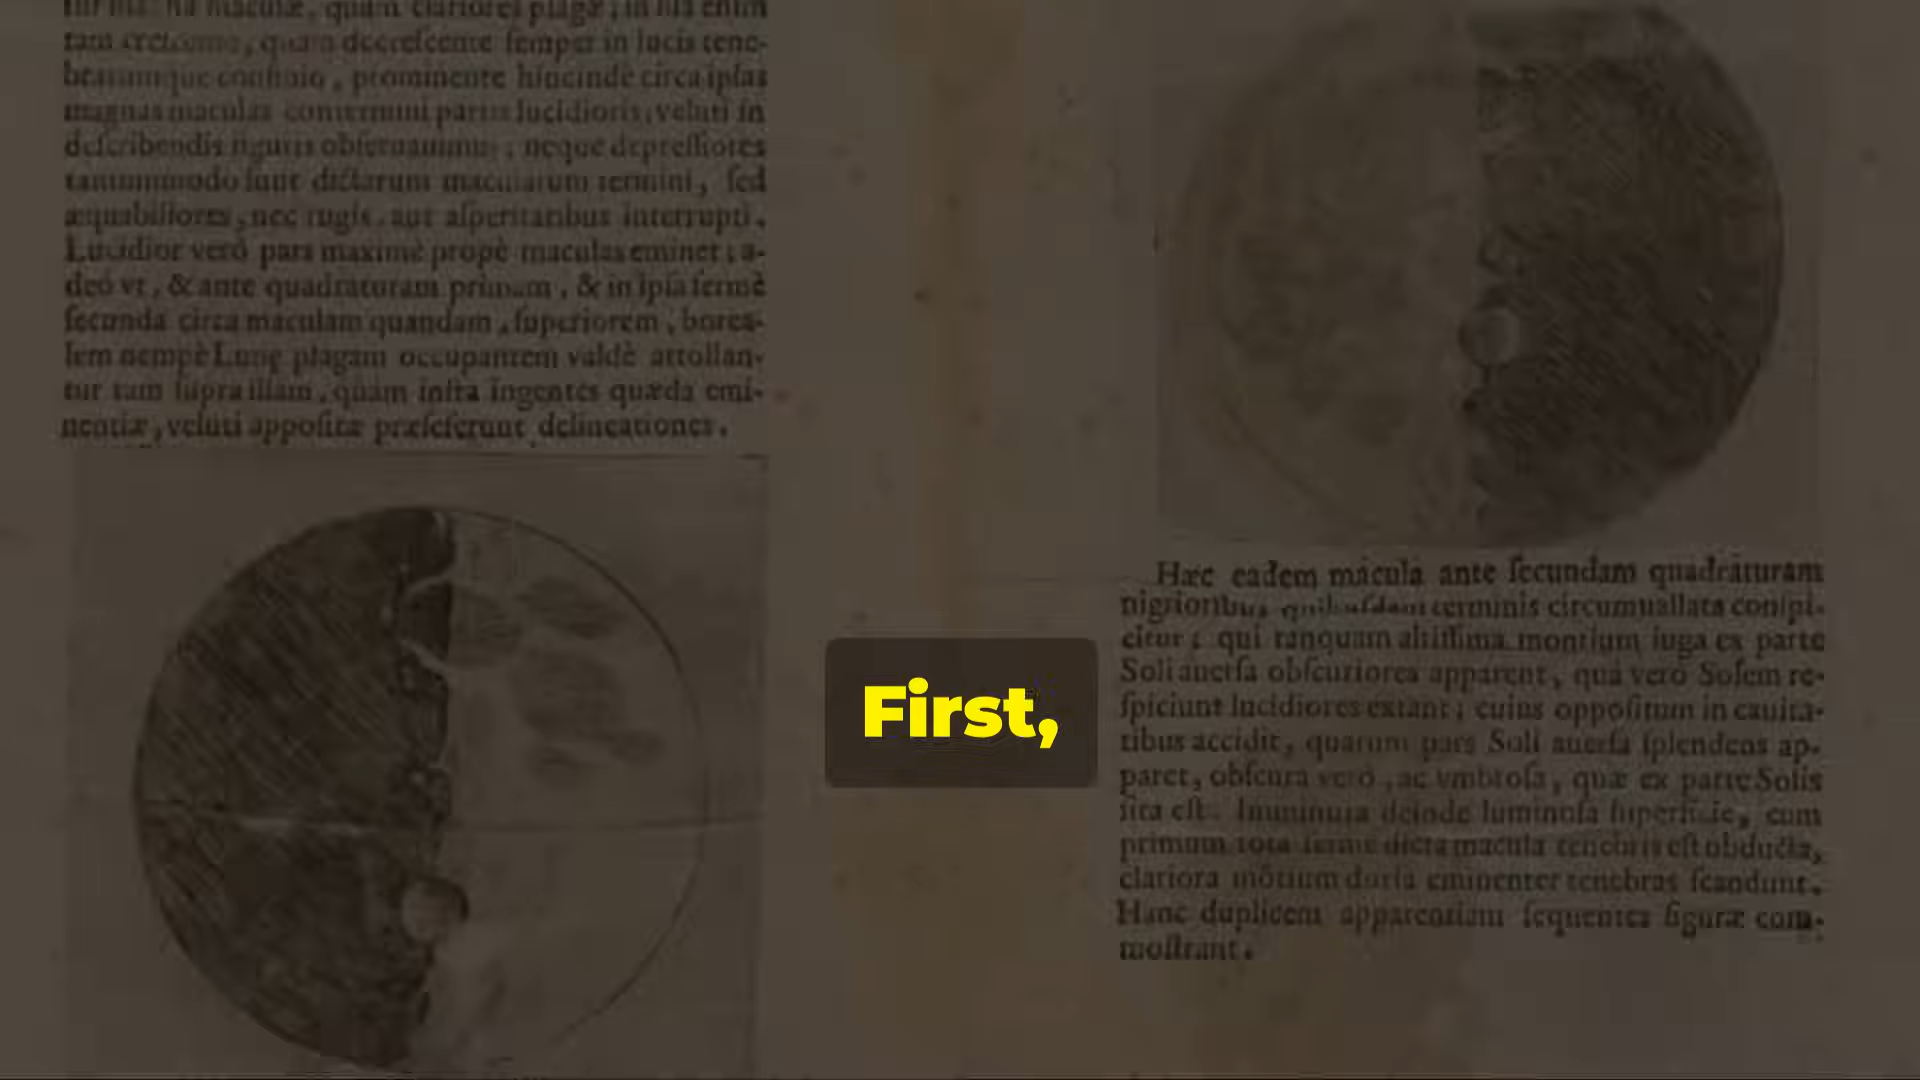 tam creſcente, quam decreſcente ſemper in lucis tene-
brarumque confinio, prominente hincindè circa ipſas
magnas maculas contermini partis lucidioris; veluti in
deſcribendis figuris obſeruauimus; neque depreſſiores
tantummodo ſunt dictarum macularum termini, ſed
æquabiliores, nec rugis, aut aſperitatibus interrupti.
Lucidior verò pars maximè propè maculas eminet; a-
deò vt, & ante quadraturam primam, & in ipſa fermè
ſecunda circa maculam quandam, ſuperiorem, borea-
lem nempè Lunę plagam occupantem valdè attollan-
tur tam ſupra illam, quam infra ingentes quæda emi-
nentiæ, veluti appoſitæ præſeferunt delineationes.
First,
Hæc eadem macula ante ſecundam quadraturam
nigrioribus quibuſdam terminis circumuallata conſpi-
citur; qui tanquam altiſſima montium iuga ex parte
Soli auerſa obſcuriores apparent, quà verò Solem re-
ſpiciunt lucidiores extant; cuius oppoſitum in cauita-
tibus accidit, quarum pars Soli auerſa ſplendens ap-
paret, obſcura verò, ac vmbroſa, quæ ex parte Solis
ſita eſt. Imminuta deinde luminoſa ſuperficie, cum
primum tota fermè dicta macula tenebris eſt obducta,
clariora mōtium dorſa eminenter tenebras ſcandunt.
Hanc duplicem apparentiam ſequentes figuræ com-
moſtrant.